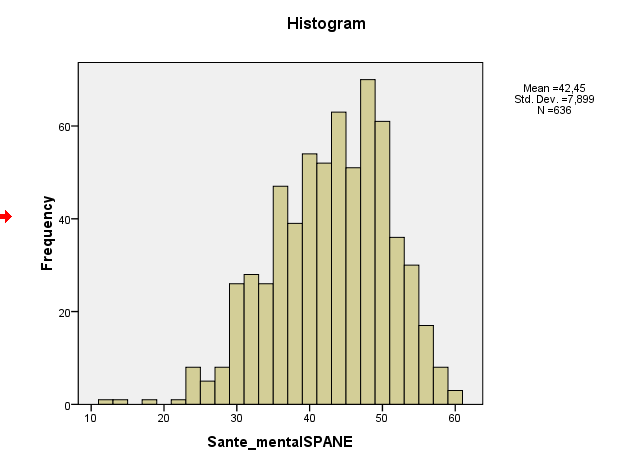 Histogram
Mean =42,45
Std. Dev. =7,899
N =636
60
40
20
0
Frequency
10 20 30 40 50 60
Sante_mentalSPANE